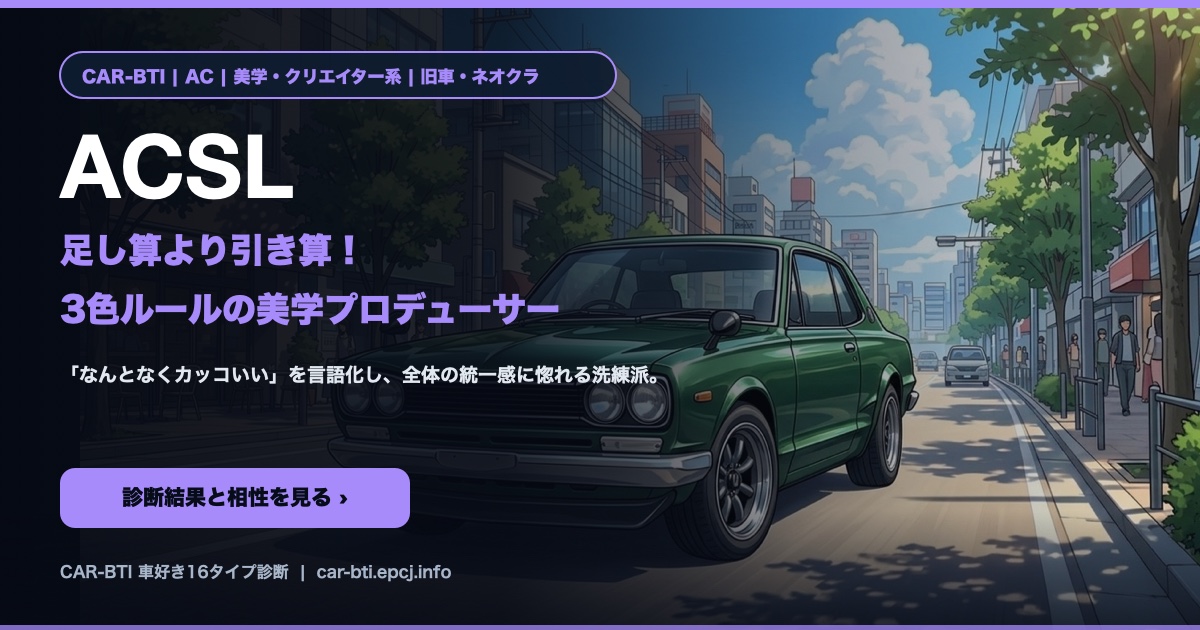 CAR-BTI | AC | 美学・クリエイター系 | 旧車・ネオクラ
ACSL
足し算より引き算！
3色ルールの美学プロデューサー
「なんとなくカッコいい」を言語化し、全体の統一感に惚れる洗練派。
診断結果と相性を見る ›
CAR-BTI 車好き16タイプ診断 | car-bti.epcj.info